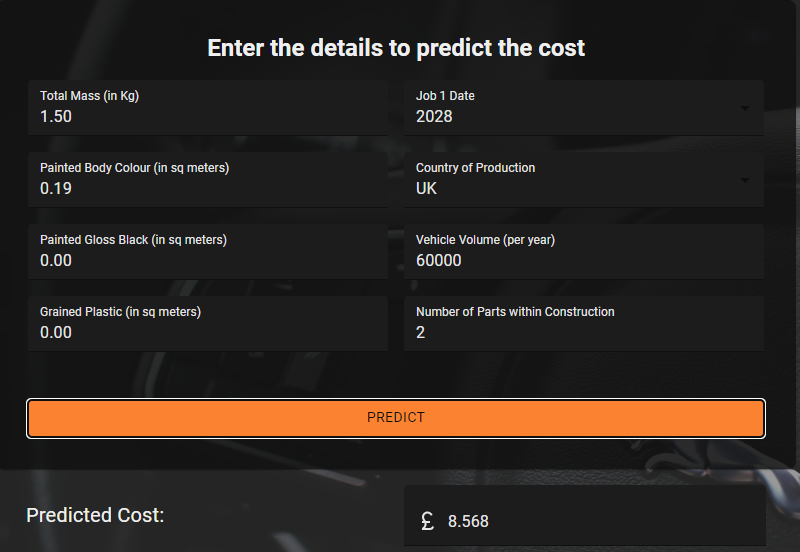 Enter the details to predict the cost
Total Mass (in Kg)
1.50
Job 1 Date
2028
Painted Body Colour (in sq meters)
0.19
Country of Production
UK
Painted Gloss Black (in sq meters)
0.00
Vehicle Volume (per year)
60000
Grained Plastic (in sq meters)
0.00
Number of Parts within Construction
2
PREDICT
Predicted Cost:
£ 8.568